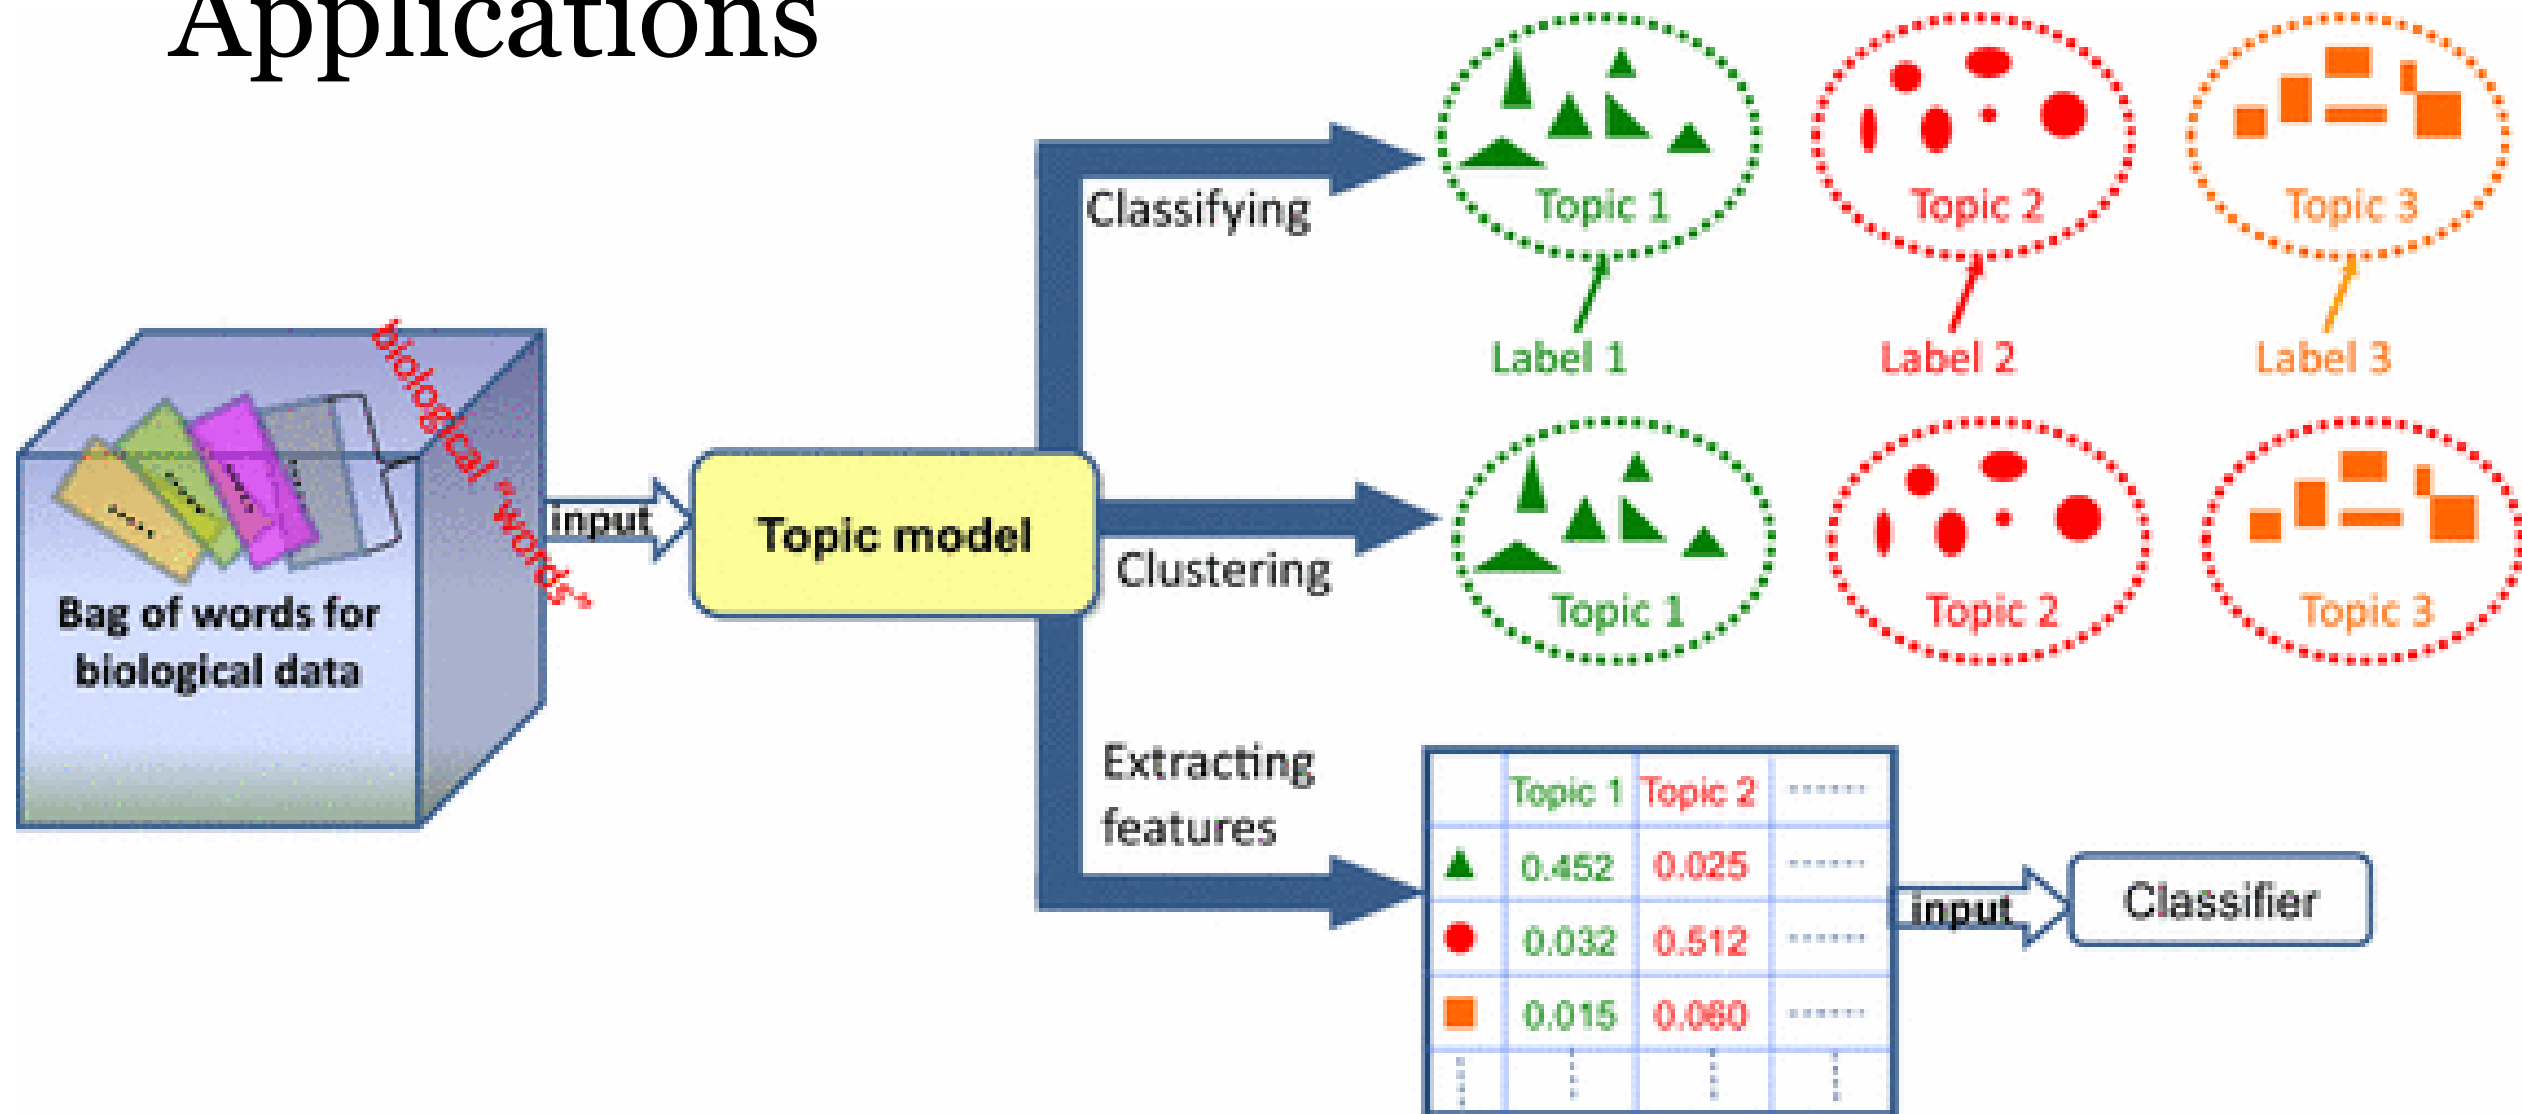 Applications
Topic 1
Topic 2
Topic 3
Classifying
Label 1
Label 2
Label 3
biological "words"
input
Topic model
Clustering
Topic 1
Topic 2
Topic 3
Bag of words for
biological data
Extracting
features
Topic 1 Topic 2 ......
0.452 0.025 ......
0.032 0.512 ......
0.015 0.060 ......
input
Classifier